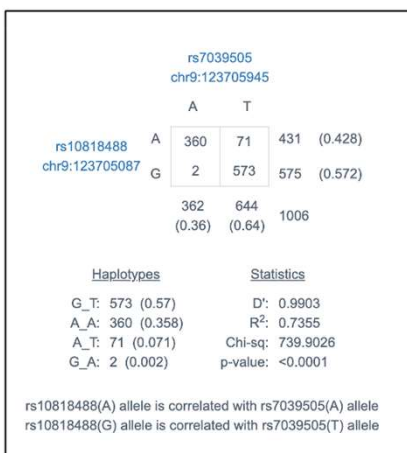 rs7039505
chr9:123705945
A T
rs10818488
chr9:123705087
A 360 71 431 (0.428)
G 2 573 575 (0.572)
362 644 1006
(0.36) (0.64)
Haplotypes Statistics
G_T: 573 (0.57) D': 0.9903
A_A: 360 (0.358) R²: 0.7355
A_T: 71 (0.071) Chi-sq: 739.9026
G_A: 2 (0.002) p-value: <0.0001
rs10818488(A) allele is correlated with rs7039505(A) allele
rs10818488(G) allele is correlated with rs7039505(T) allele